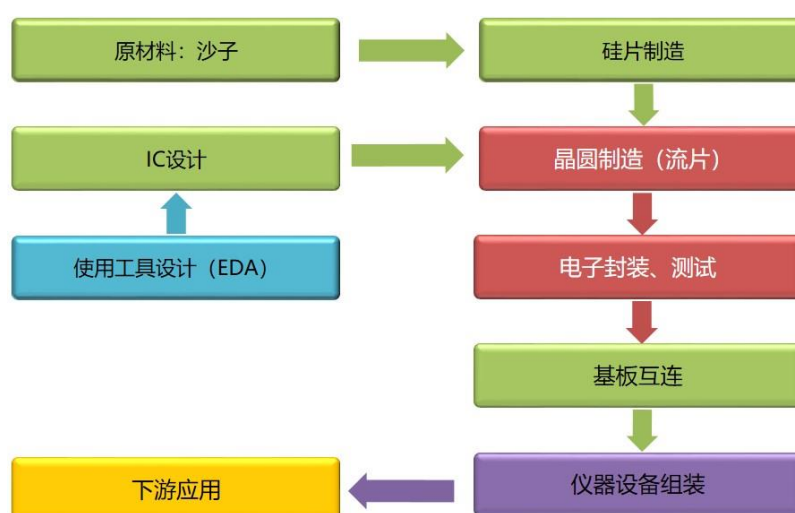 原材料：沙子
硅片制造
IC设计
晶圆制造（流片）
使用工具设计（EDA）
电子封装、测试
基板互连
下游应用
仪器设备组装